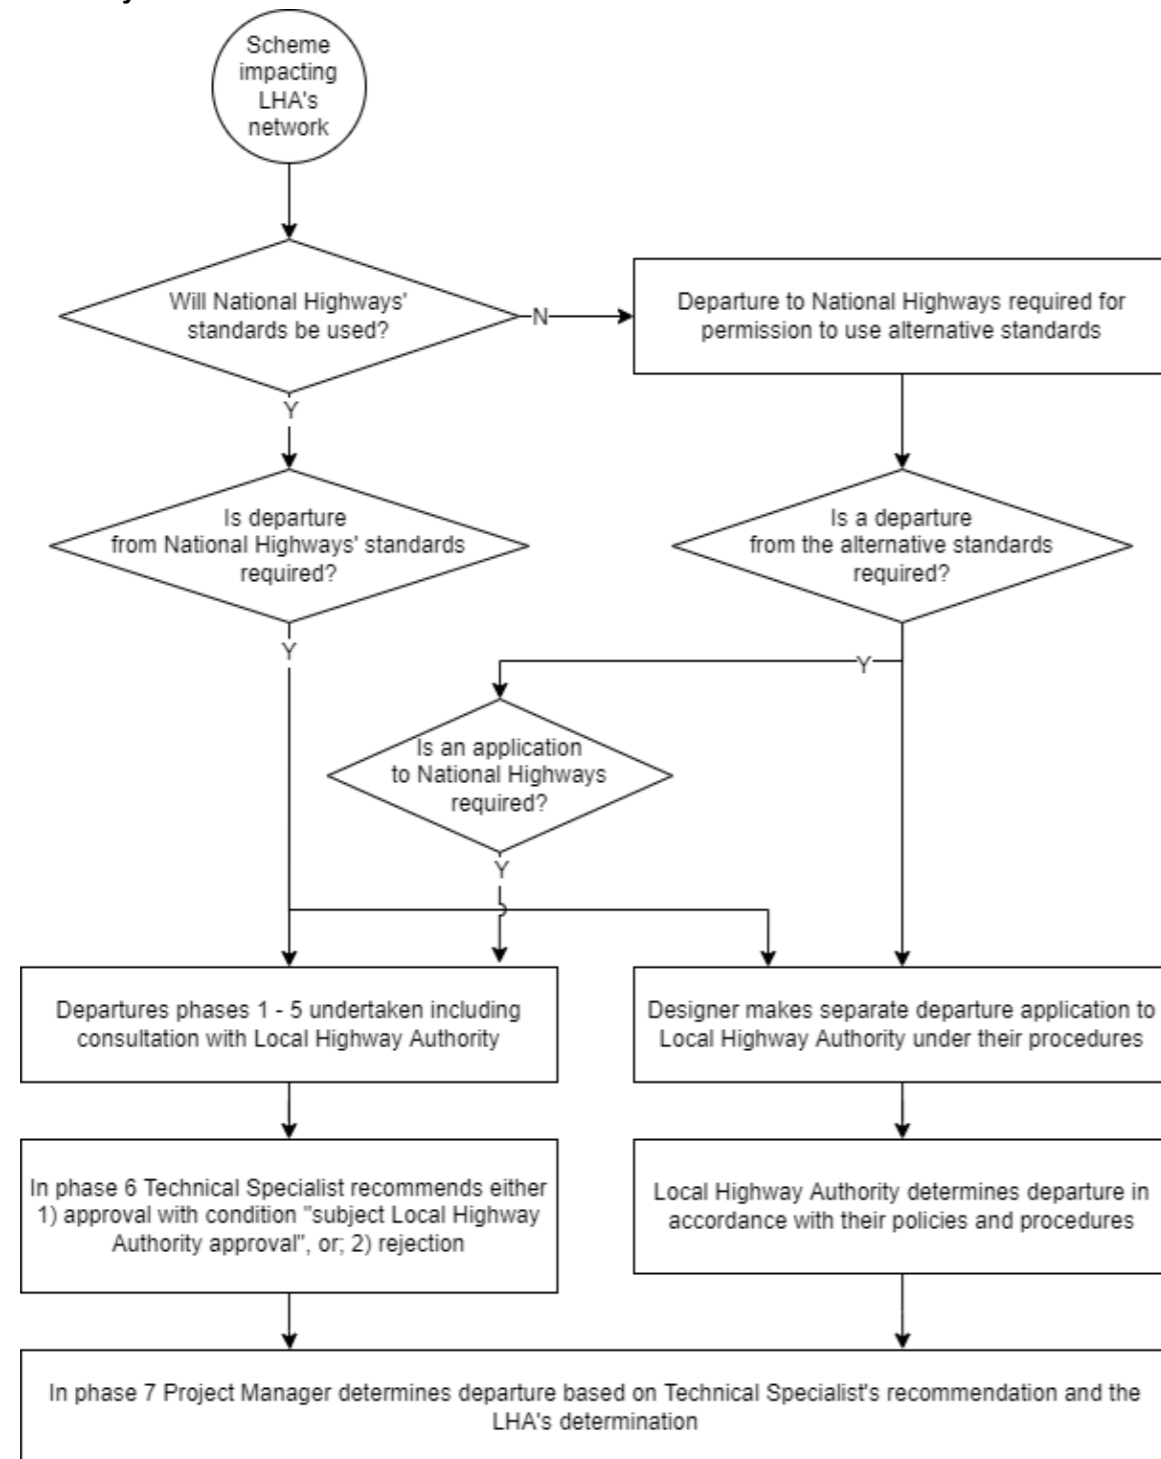 Scheme
impacting
LHA's
network
Will National Highways'
standards be used?
N
Departure to National Highways required for
permission to use alternative standards
Y
Is departure
from National Highways' standards
required?
Is a departure
from the alternative standards
required?
Y
Y
Is an application
to National Highways
required?
Y
Departures phases 1 - 5 undertaken including
consultation with Local Highway Authority
Designer makes separate departure application to
Local Highway Authority under their procedures
In phase 6 Technical Specialist recommends either
1) approval with condition "subject Local Highway
Authority approval", or; 2) rejection
Local Highway Authority determines departure in
accordance with their policies and procedures
In phase 7 Project Manager determines departure based on Technical Specialist's recommendation and the
LHA's determination